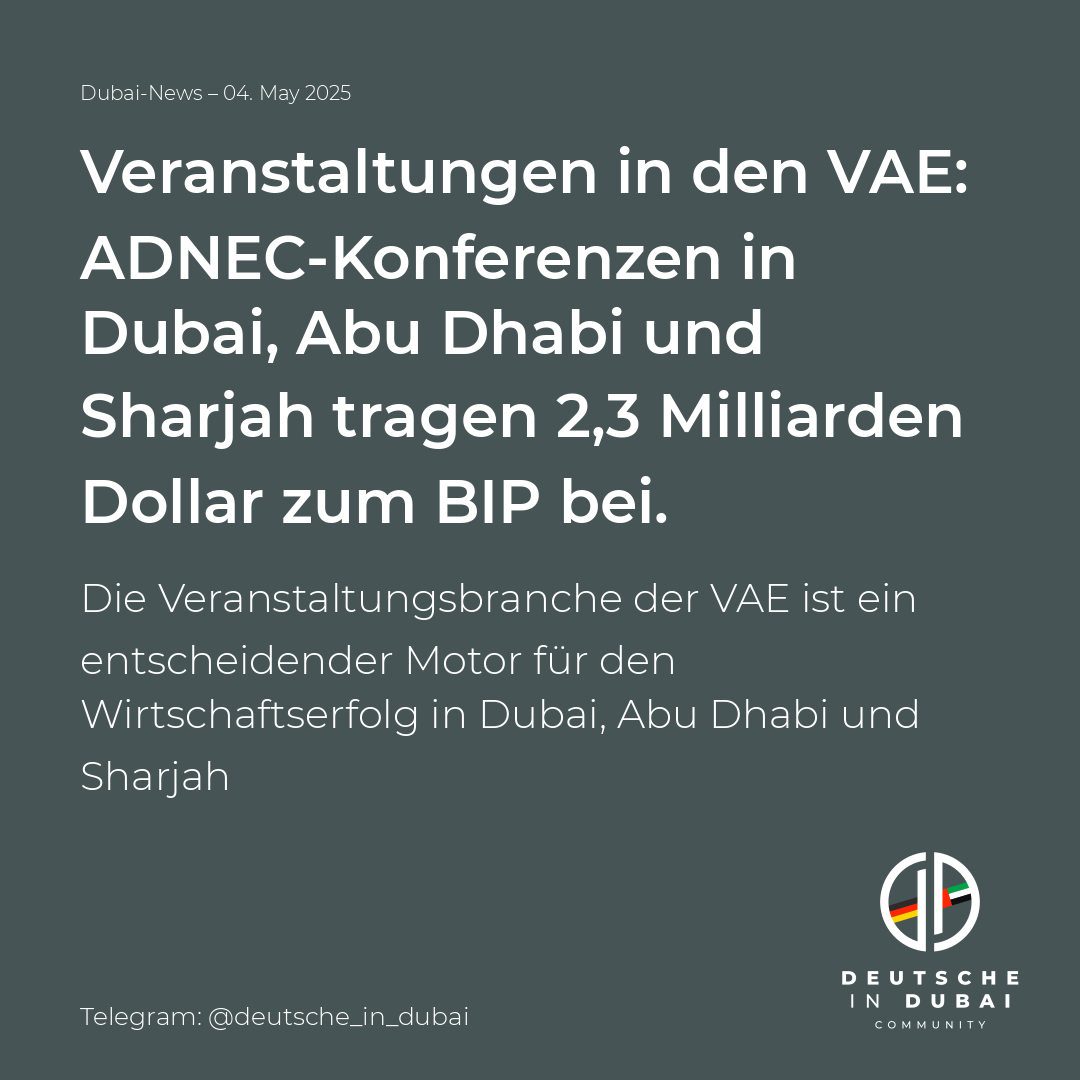 Dubai-News – 04. May 2025
Veranstaltungen in den VAE:
ADNEC-Konferenzen in
Dubai, Abu Dhabi und
Sharjah tragen 2,3 Milliarden
Dollar zum BIP bei.
Die Veranstaltungsbranche der VAE ist ein
entscheidender Motor für den
Wirtschaftserfolg in Dubai, Abu Dhabi und
Sharjah
DEUTSCHE
IN DUBAI
COMMUNITY
Telegram: @deutsche_in_dubai